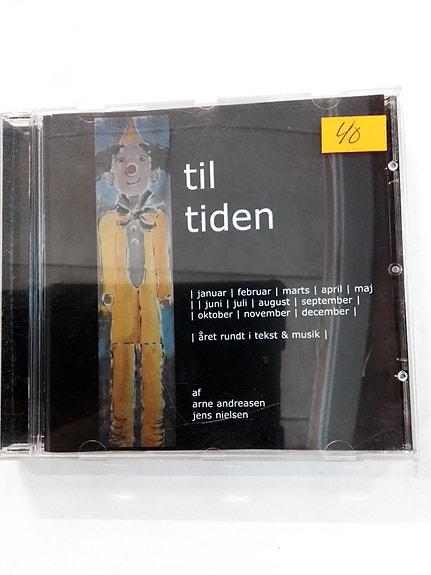 40
til
tiden
| januar | februar | marts | april | maj
| | juni | juli | august | september |
| oktober | november | december |
| året rundt i tekst & musik |
af
arne andreasen
jens nielsen